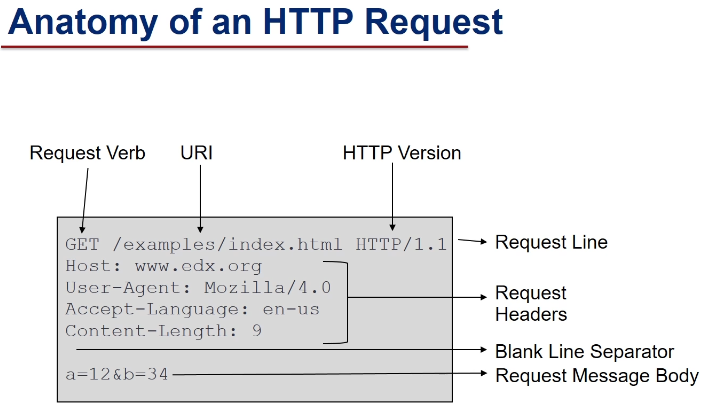 Anatomy of an HTTP Request
Request Verb URI HTTP Version
GET /examples/index.html HTTP/1.1 Request Line
Host: www.edx.org
User-Agent: Mozilla/4.0
Request
Accept-Language: en-us
Headers
Content-Length: 9
Blank Line Separator
a=12&b=34 Request Message Body